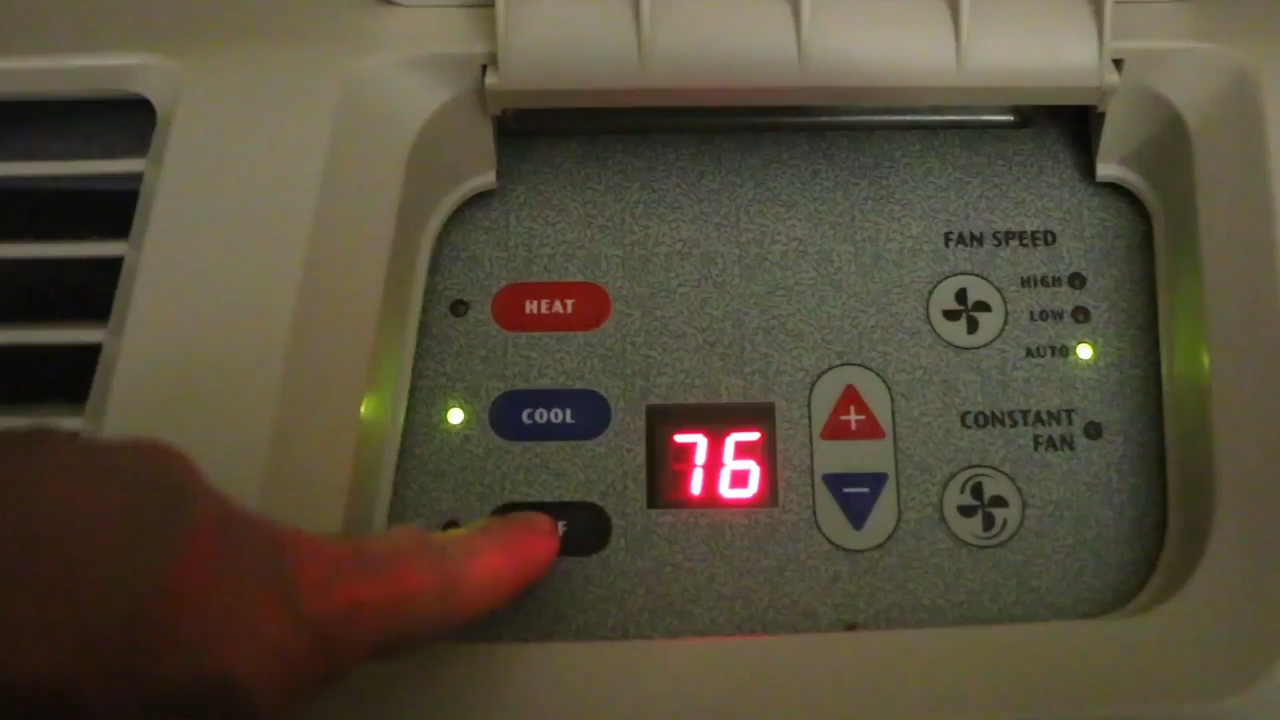 FAN SPEED
HIGH
HEAT
LOW
AUTO
COOL
+
CONSTANT
FAN
76
−
F